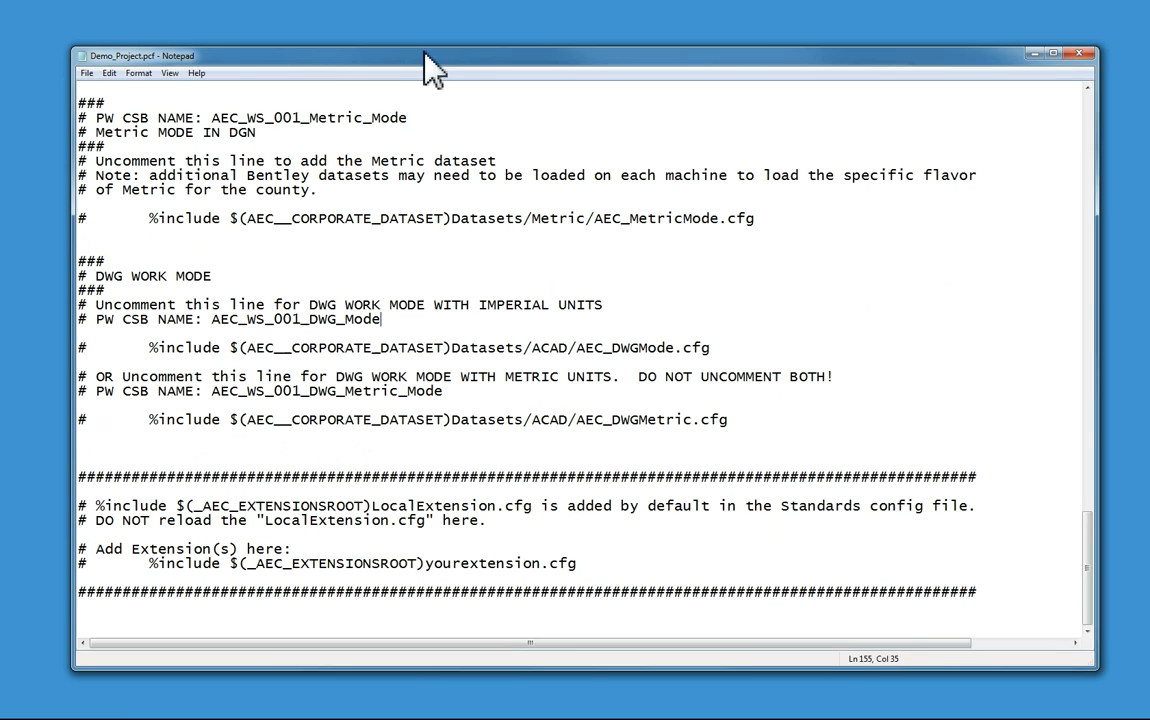 Demo_Project.pcf - Notepad
File Edit Format View Help
###
# PW CSB NAME: AEC_WS_001_Metric_Mode
# Metric MODE IN DGN
###
# Uncomment this line to add the Metric dataset
# Note: additional Bentley datasets may need to be loaded on each machine to load the specific flavor
# of Metric for the county.
# %include $(AEC__CORPORATE_DATASET)Datasets/Metric/AEC_MetricMode.cfg
###
# DWG WORK MODE
###
# Uncomment this line for DWG WORK MODE WITH IMPERIAL UNITS
# PW CSB NAME: AEC_WS_001_DWG_Mode
# %include $(AEC__CORPORATE_DATASET)Datasets/ACAD/AEC_DWGMode.cfg
# OR Uncomment this line for DWG WORK MODE WITH METRIC UNITS.  DO NOT UNCOMMENT BOTH!
# PW CSB NAME: AEC_WS_001_DWG_Metric_Mode
# %include $(AEC__CORPORATE_DATASET)Datasets/ACAD/AEC_DWGMetric.cfg
#####################################################################################################
# %include $(_AEC_EXTENSIONSROOT)LocalExtension.cfg is added by default in the Standards config file.
# DO NOT reload the "LocalExtension.cfg" here.
# Add Extension(s) here:
# %include $(_AEC_EXTENSIONSROOT)yourextension.cfg
#####################################################################################################
Ln 155, Col 35